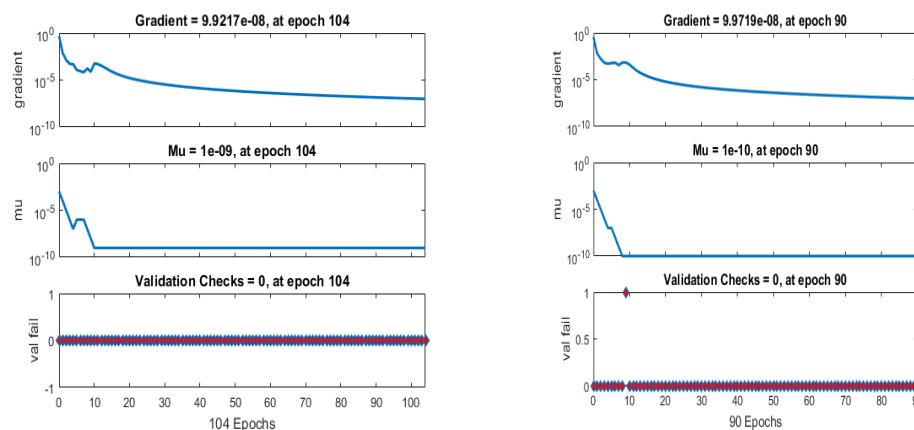 Gradient = 9.9217e-08, at epoch 104
10^0
10^-5
10^-10
gradient
Mu = 1e-09, at epoch 104
10^0
10^-5
10^-10
mu
Validation Checks = 0, at epoch 104
1
0
-1
val fail
0 10 20 30 40 50 60 70 80 90 100
104 Epochs
Gradient = 9.9719e-08, at epoch 90
10^0
10^-5
10^-10
gradient
Mu = 1e-10, at epoch 90
10^0
10^-5
10^-10
mu
Validation Checks = 0, at epoch 90
1
0.5
0
val fail
0 10 20 30 40 50 60 70 80
90 Epochs